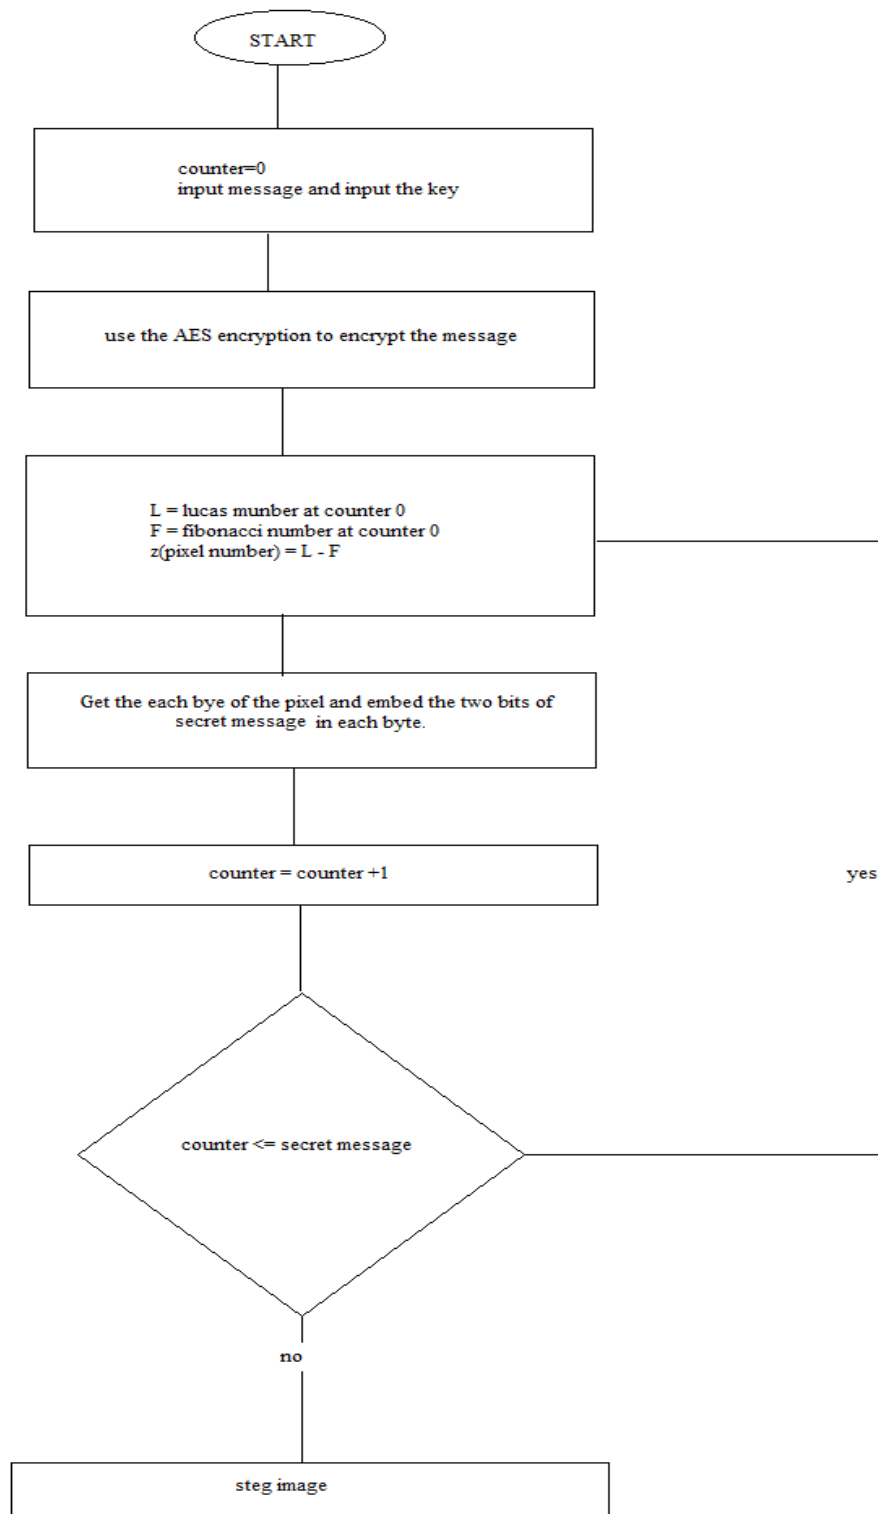 START
counter=0
input message and input the key
use the AES encryption to encrypt the message
L = lucas munber at counter 0
F = fibonacci number at counter 0
z(pixel number) = L - F
Get the each bye of the pixel and embed the two bits of
secret message in each byte.
counter = counter +1
yes
counter <= secret message
no
steg image